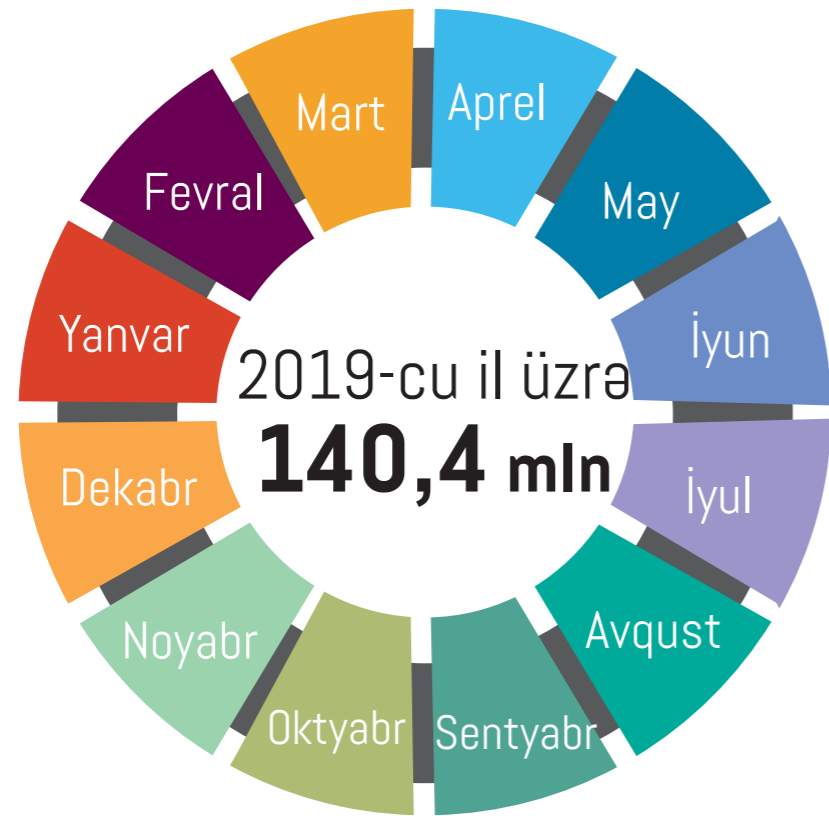 Yanvar
Fevral
Mart
Aprel
May
İyun
İyul
Avqust
Sentyabr
Oktyabr
Noyabr
Dekabr
2019-cu il üzrə
140,4 mln